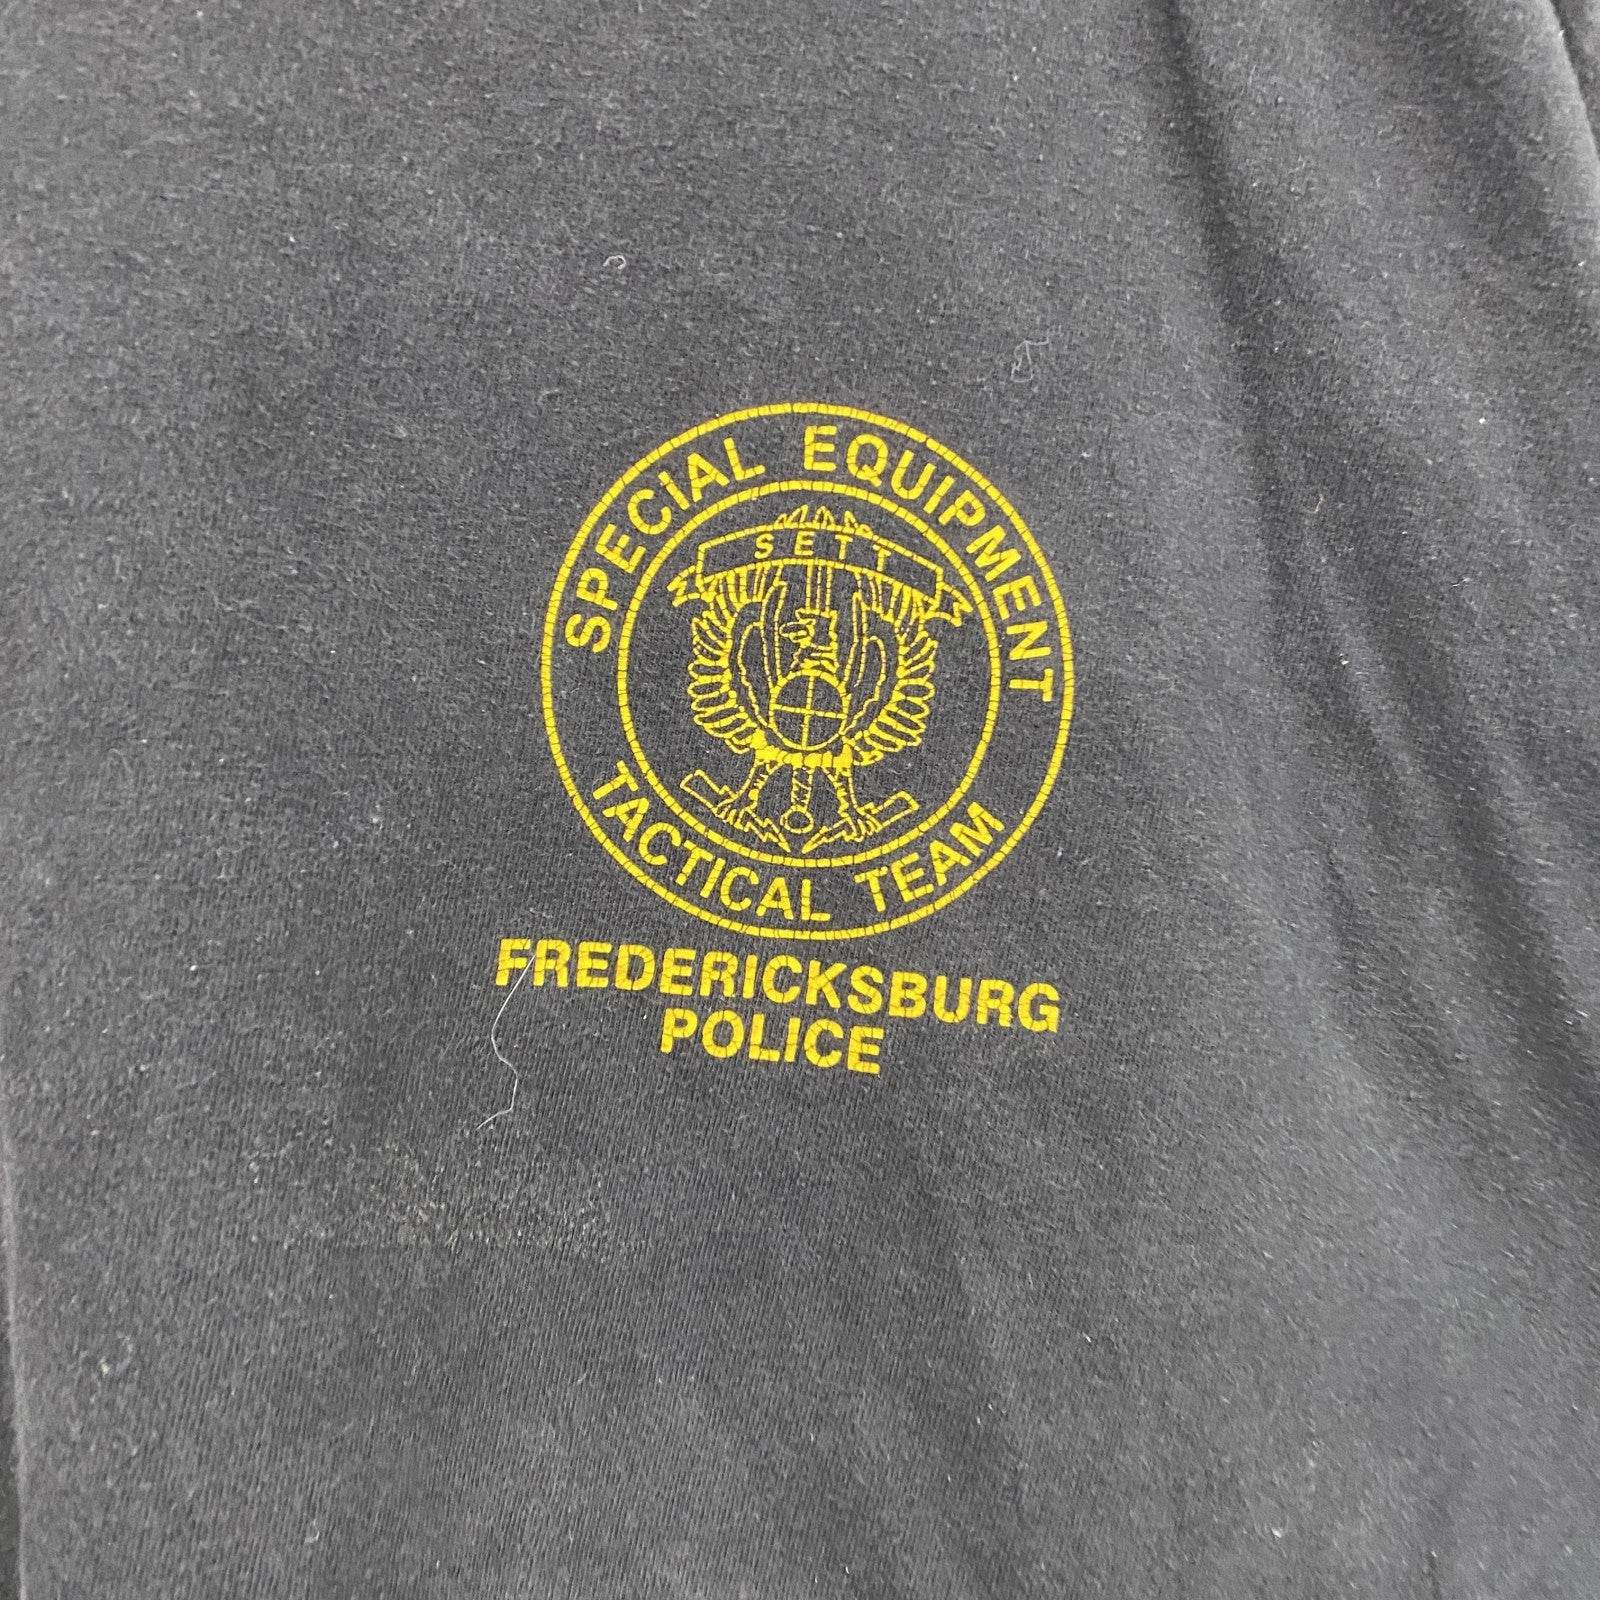 SPECIAL EQUIPMENT
SETT
TACTICAL TEAM
FREDERICKSBURG
POLICE